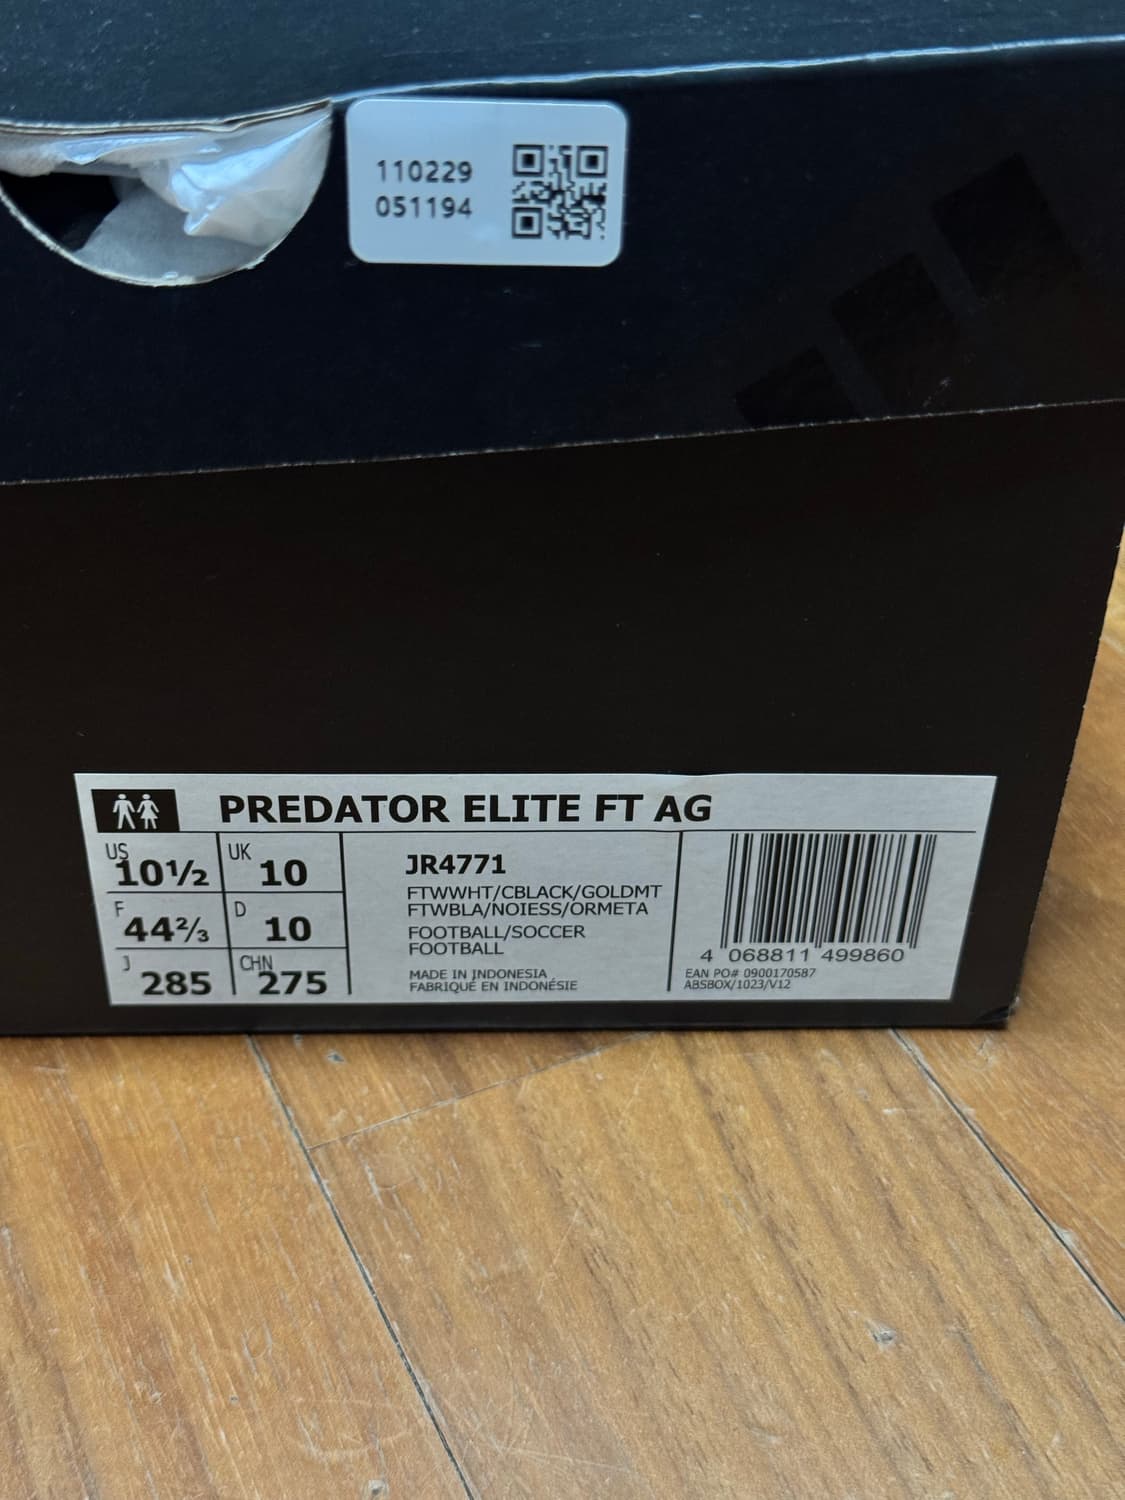 110229
051194
PREDATOR ELITE FT AG
US 10½ UK 10
F 44⅔ D 10
J 285 CHN 275
JR4771
FTWWHT/CBLACK/GOLDMT
FTWBLA/NOIESS/ORMETA
FOOTBALL/SOCCER
FOOTBALL
MADE IN INDONESIA
FABRIQUÉ EN INDONÉSIE
4 068811 499860
EAN PO# 0900170587
ABSBOX/1023/V12